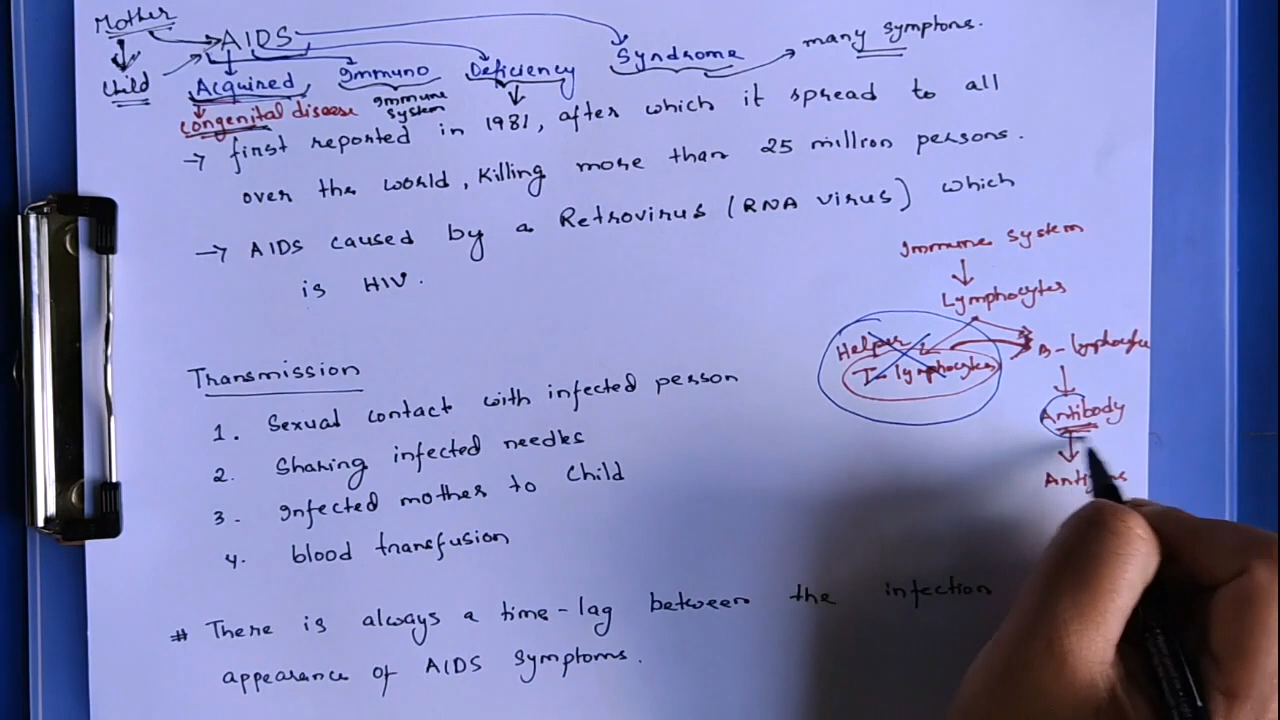 Mother
AIDS
Child
Acquired Immuno Deficiency Syndrome → many symptons.
Congenital disease
Immune
system
→ first reported in 1981, after which it spread to all
over the world, Killing more than 25 million persons.
→ AIDS caused by a Retrovirus (RNA virus) which
is HIV.
Immune system
Lymphocytes
Helper
T-lymphocytes
B-lymphocyte
Antibody
Transmission
1. Sexual contact with infected person
2. Sharing infected needles
3. Infected mother to child
4. blood transfusion
# There is always a time-lag between the infection
appearance of AIDS symptoms.